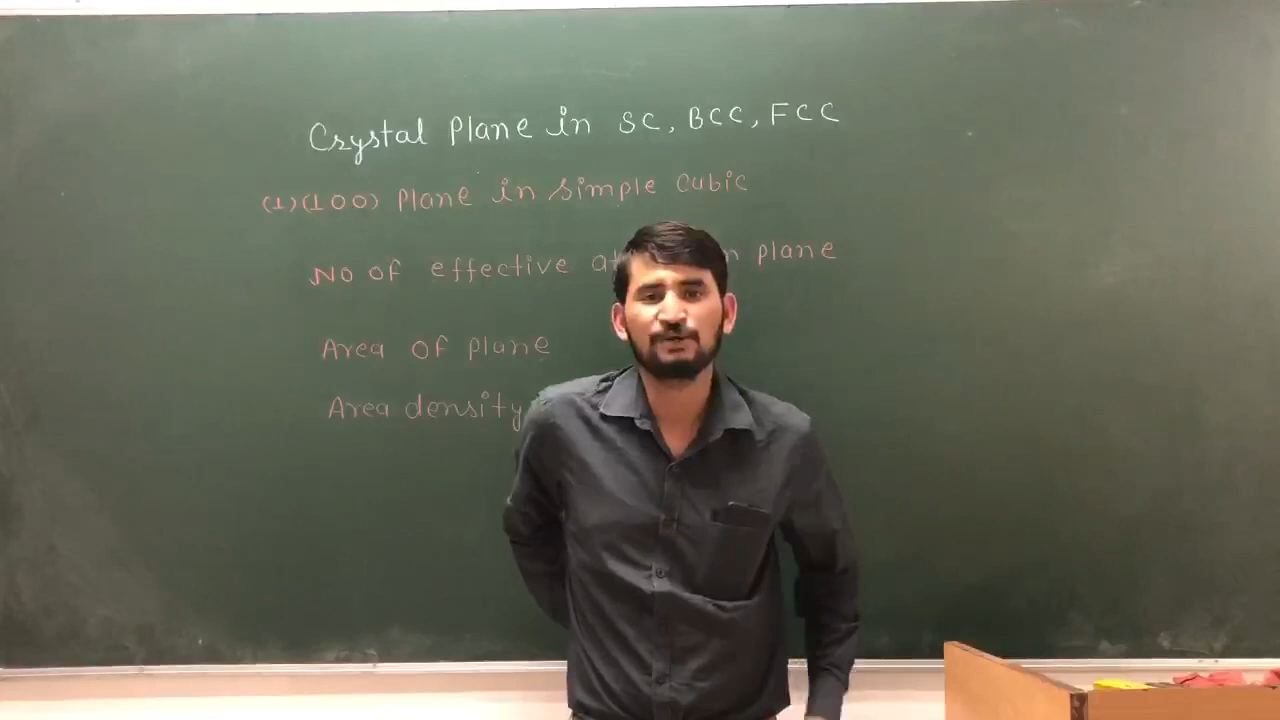 Crystal Plane in SC, BCC, FCC
(1) (100) Plane in simple cubic
No of effective plane
Area of plane
Area density